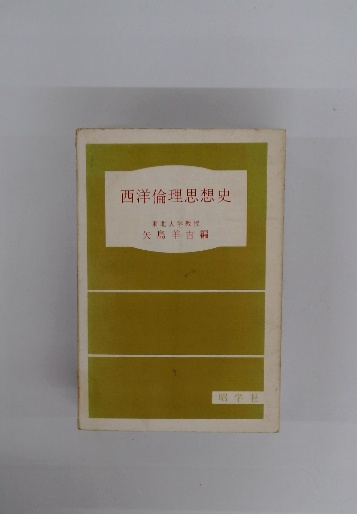 西洋倫理思想史
東北大学教授
矢島羊吉編
昭学社